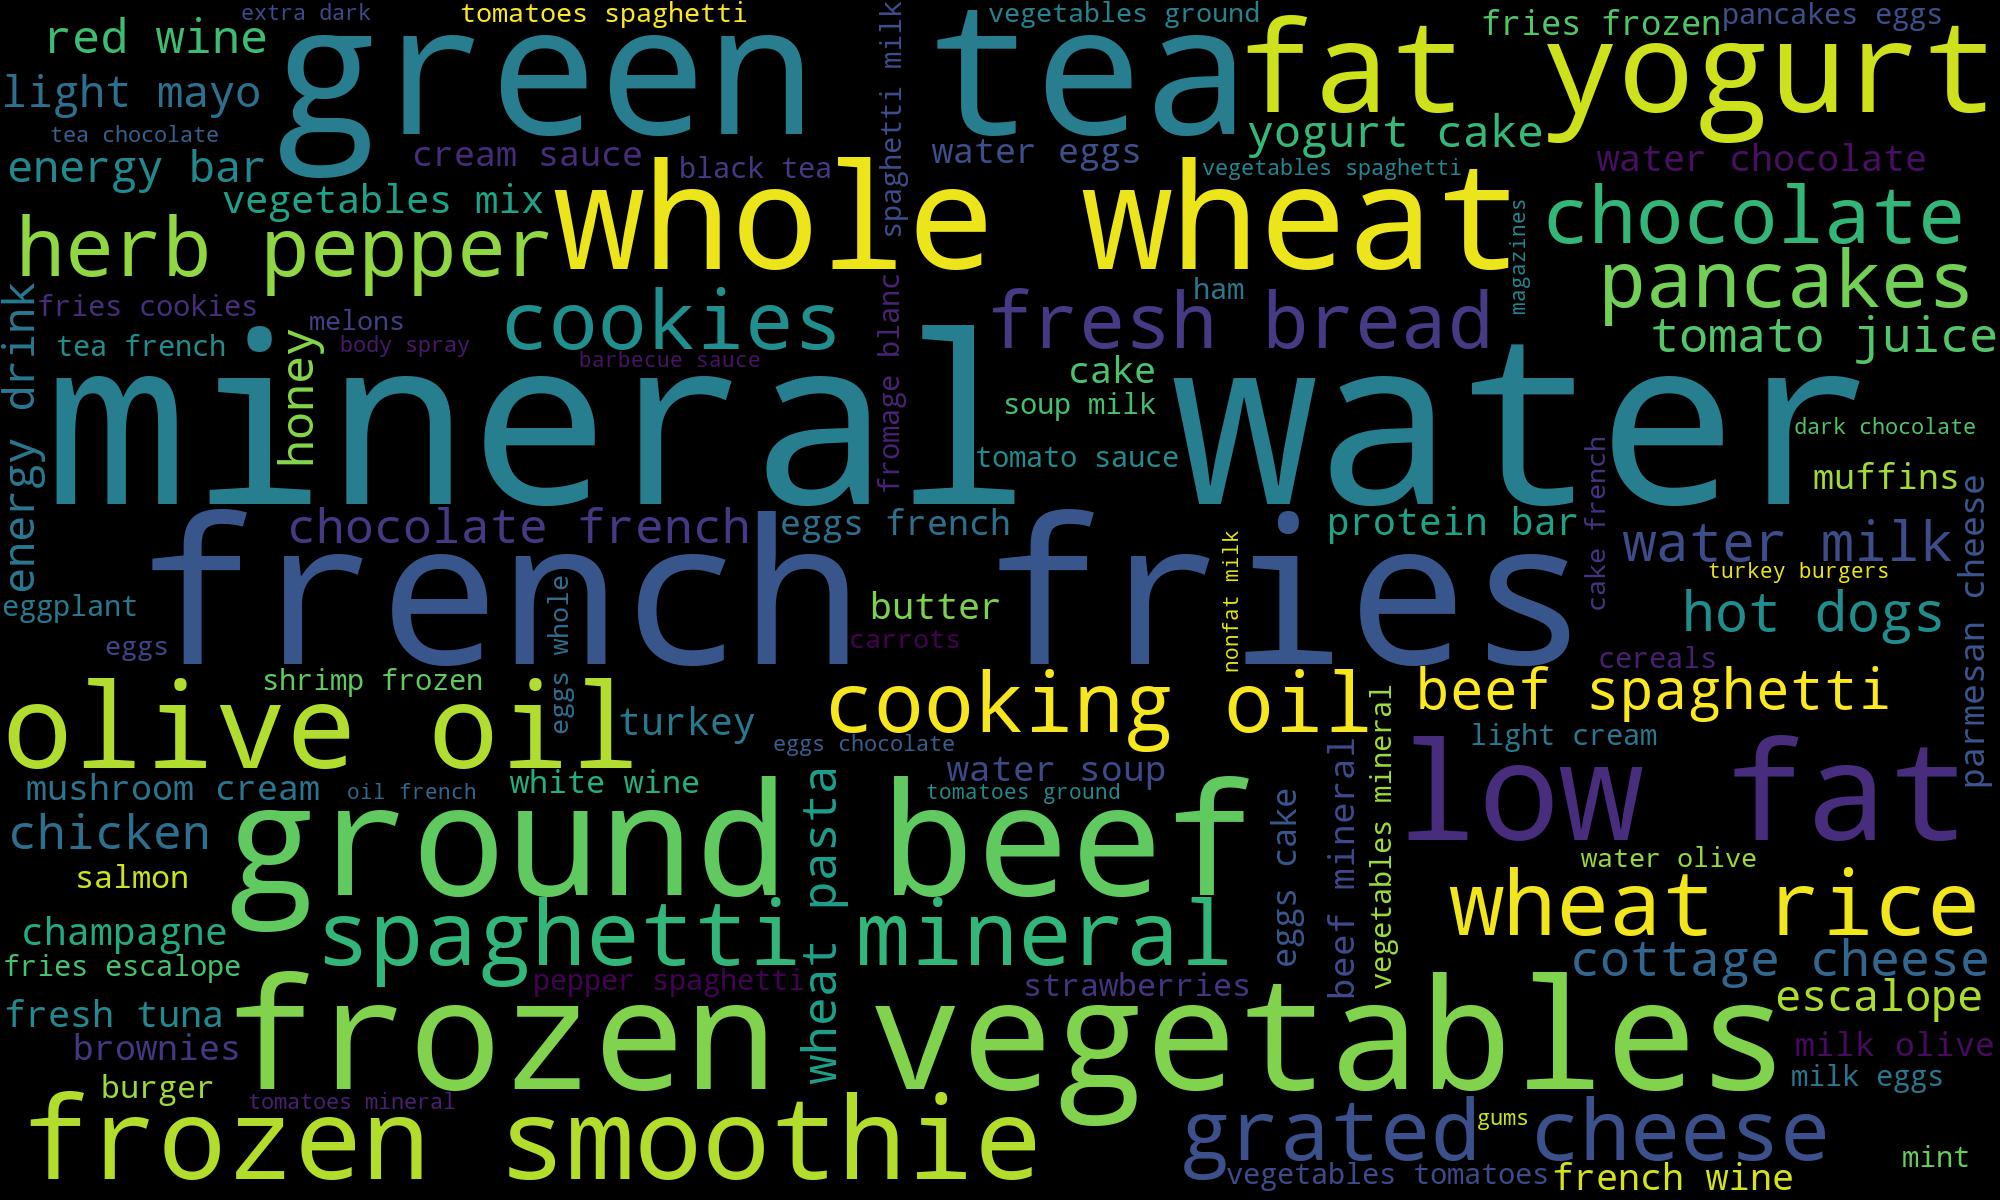 extra dark
tomatoes spaghetti
vegetables ground
fries frozen
pancakes eggs
red wine
green tea
fat yogurt
light mayo
spaghetti milk
tea chocolate
yogurt cake
energy bar
cream sauce
black tea
water eggs
vegetables spaghetti
water chocolate
vegetables mix
whole wheat
magazines
chocolate
herb pepper
pancakes
fries cookies
melons
cookies
fresh bread
ham
tomato juice
energy drink
tea french
honey
body spray
barbecue sauce
fromage blanc
cake
soup milk
mineral water
dark chocolate
tomato sauce
cake french
muffins
parmesan cheese
chocolate french
eggs french
protein bar
water milk
french fries
nonfat milk
turkey burgers
eggplant
eggs whole
butter
hot dogs
eggs
carrots
cereals
shrimp frozen
olive oil
turkey
cooking oil
beef spaghetti
eggs chocolate
light cream
low fat
mushroom cream
oil french
white wine
water soup
tomatoes ground
beef mineral
vegetables mineral
chicken
ground beef
wheat pasta
eggs cake
salmon
water olive
wheat rice
champagne
spaghetti mineral
fries escalope
cottage cheese
pepper spaghetti
strawberries
escalope
fresh tuna
frozen vegetables
brownies
milk olive
burger
milk eggs
tomatoes mineral
frozen smoothie
grated cheese
gums
mint
vegetables tomatoes
french wine